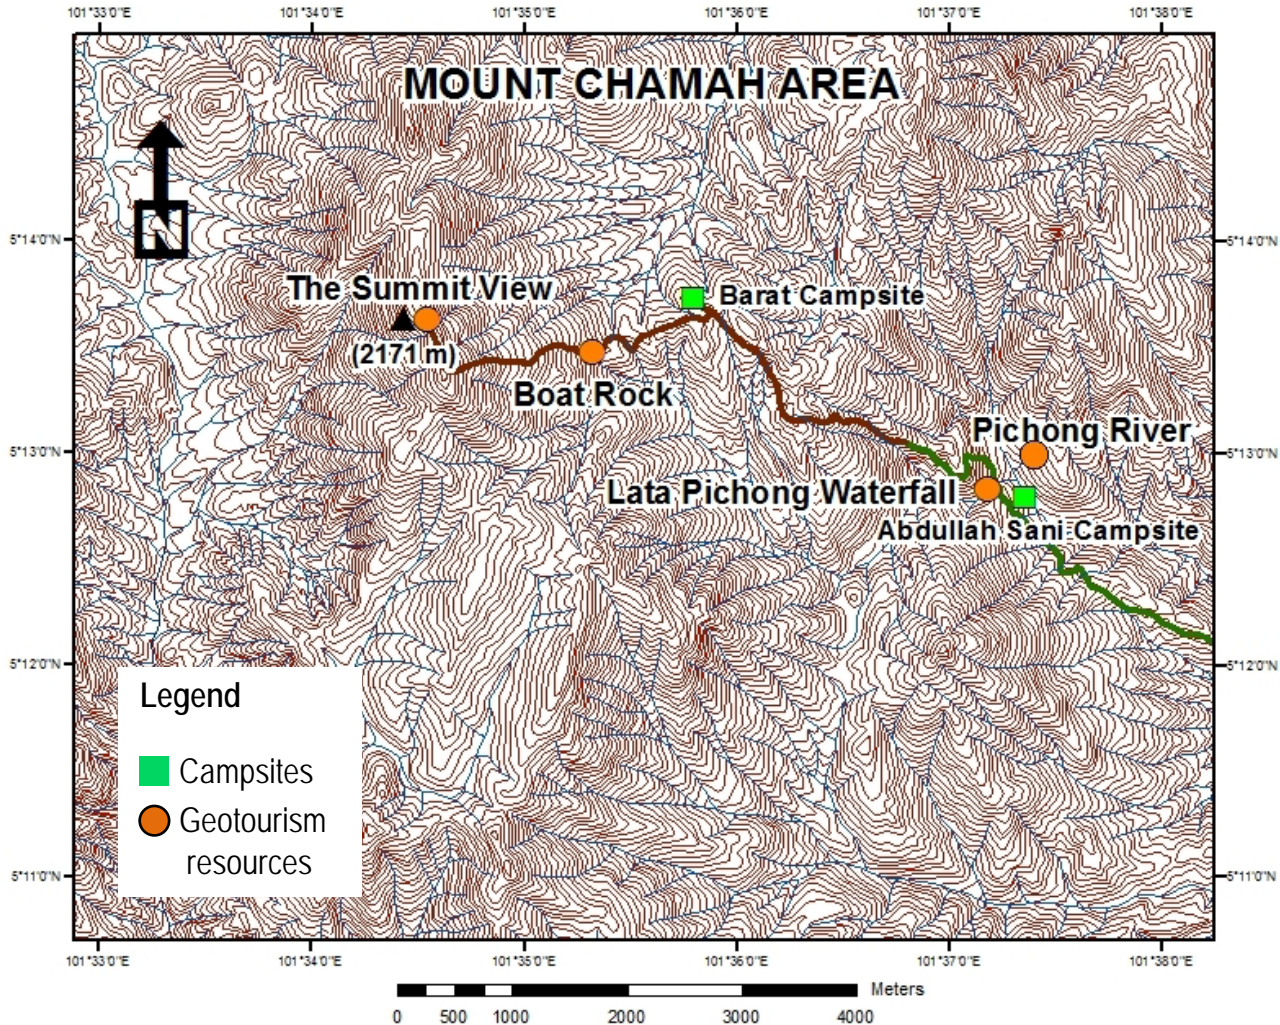 101°33'0"E 101°34'0"E 101°35'0"E 101°36'0"E 101°37'0"E 101°38'0"E
MOUNT CHAMAH AREA
N
5°14'0"N 5°14'0"N
The Summit View
Barat Campsite
(2171 m)
Boat Rock
Pichong River
5°13'0"N 5°13'0"N
Lata Pichong Waterfall
Abdullah Sani Campsite
5°12'0"N 5°12'0"N
Legend
Campsites
Geotourism
resources
5°11'0"N 5°11'0"N
101°33'0"E 101°34'0"E 101°35'0"E 101°36'0"E 101°37'0"E 101°38'0"E
Meters
0 500 1000 2000 3000 4000